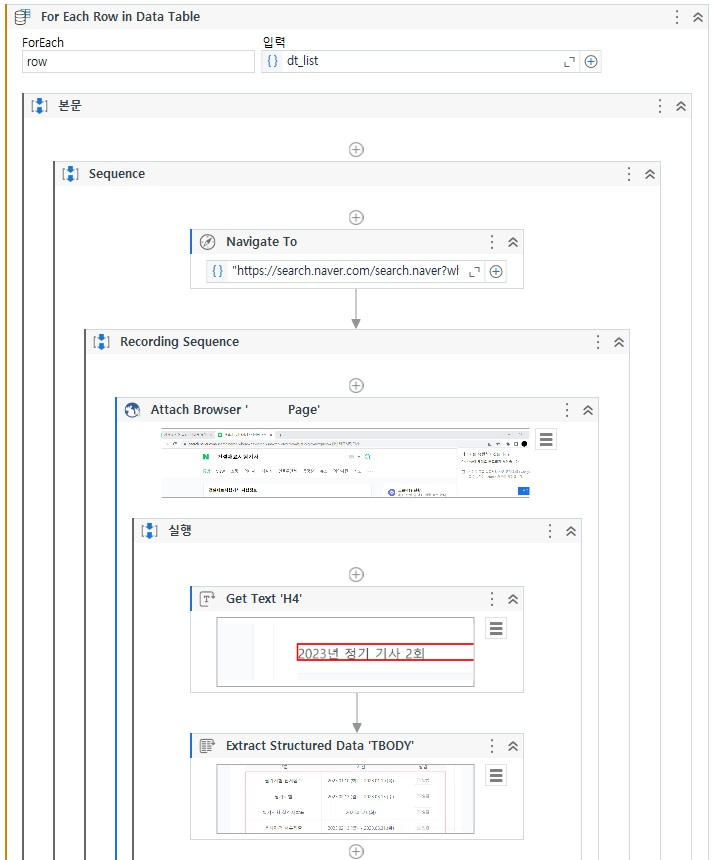 For Each Row in Data Table
ForEach
입력
row
dt_list
본문
Sequence
Navigate To
"https://search.naver.com/search.naver?wl
Recording Sequence
Attach Browser ' Page'
실행
Get Text 'H4'
2023년 정기 기사 2회
Extract Structured Data 'TBODY'